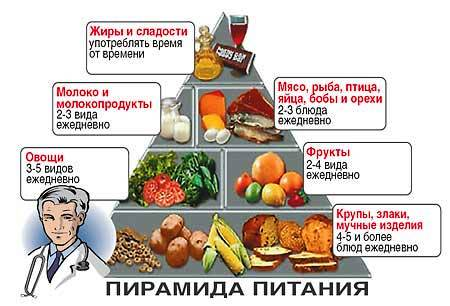 Жиры и сладости
употреблять время
от времени
Молоко и
молокопродукты
2-3 вида
ежедневно
Мясо, рыба, птица,
яйца, бобы и орехи
2-3 блюда
ежедневно
Овощи
3-5 видов
ежедневно
Фрукты
2-4 вида
ежедневно
Крупы, злаки,
мучные изделия
4-5 и более
блюд ежедневно
ПИРАМИДА ПИТАНИЯ